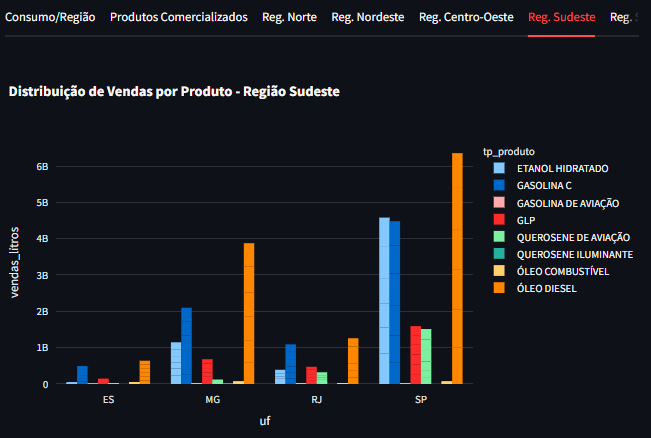 Consumo/Região Produtos Comercializados Reg. Norte Reg. Nordeste Reg. Centro-Oeste Reg. Sudeste Reg.
Distribuição de Vendas por Produto - Região Sudeste
tp_produto
ETANOL HIDRATADO
GASOLINA C
GASOLINA DE AVIAÇÃO
GLP
QUEROSENE DE AVIAÇÃO
QUEROSENE ILUMINANTE
ÓLEO COMBUSTÍVEL
ÓLEO DIESEL
vendas_litros
6B
5B
4B
3B
2B
1B
0
ES MG RJ SP
uf